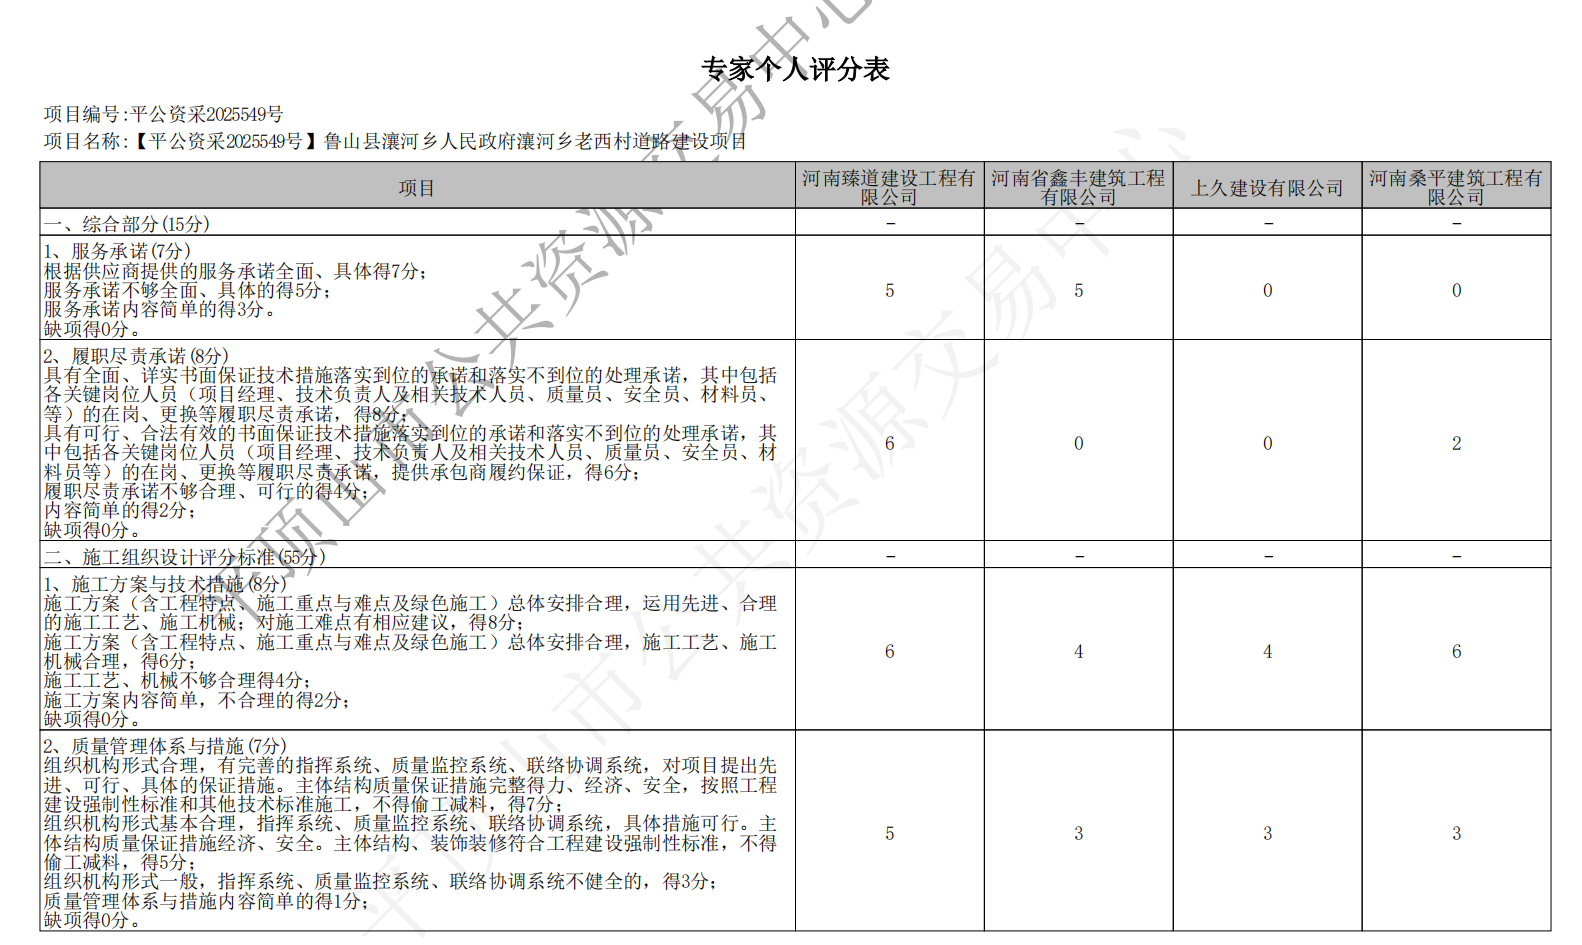 专家个人评分表
项目编号:平公资采2025549号
项目名称:【平公资采2025549号】鲁山县瀼河乡人民政府瀼河乡老西村道路建设项目
项目
河南臻道建设工程有
限公司
河南省鑫丰建筑工程
有限公司
上久建设有限公司
河南桑平建筑工程有
限公司
一、综合部分(15分)
－ － － －
1、服务承诺(7分)
根据供应商提供的服务承诺全面、具体得7分；
服务承诺不够全面、具体的得5分；
服务承诺内容简单的得3分。
缺项得0分。
5 5 0 0
2、履职尽责承诺(8分)
具有全面、详实书面保证技术措施落实到位的承诺和落实不到位的处理承诺，其中包括
各关键岗位人员（项目经理、技术负责人及相关技术人员、质量员、安全员、材料员、
等）的在岗、更换等履职尽责承诺，得8分；
具有可行、合法有效的书面保证技术措施落实到位的承诺和落实不到位的处理承诺，其
中包括各关键岗位人员（项目经理、技术负责人及相关技术人员、质量员、安全员、材
料员等）的在岗、更换等履职尽责承诺，提供承包商履约保证，得6分；
履职尽责承诺不够合理、可行的得4分；
内容简单的得2分；
缺项得0分。
6 0 0 2
二、施工组织设计评分标准(55分)
－ － － －
1、施工方案与技术措施(8分)
施工方案（含工程特点、施工重点与难点及绿色施工）总体安排合理，运用先进、合理
的施工工艺、施工机械；对施工难点有相应建议，得8分；
施工方案（含工程特点、施工重点与难点及绿色施工）总体安排合理，施工工艺、施工
机械合理，得6分；
施工工艺、机械不够合理得4分；
施工方案内容简单，不合理的得2分；
缺项得0分。
6 4 4 6
2、质量管理体系与措施(7分)
组织机构形式合理，有完善的指挥系统、质量监控系统、联络协调系统，对项目提出先
进、可行、具体的保证措施。主体结构质量保证措施完整得力、经济、安全，按照工程
建设强制性标准和其他技术标准施工，不得偷工减料，得7分；
组织机构形式基本合理，指挥系统、质量监控系统、联络协调系统，具体措施可行。主
体结构质量保证措施经济、安全。主体结构、装饰装修符合工程建设强制性标准，不得
偷工减料，得5分；
组织机构形式一般，指挥系统、质量监控系统、联络协调系统不健全的，得3分；
质量管理体系与措施内容简单的得1分；
缺项得0分。
5 3 3 3
平顶山市公共资源交易中心
平顶山市公共资源交易中心